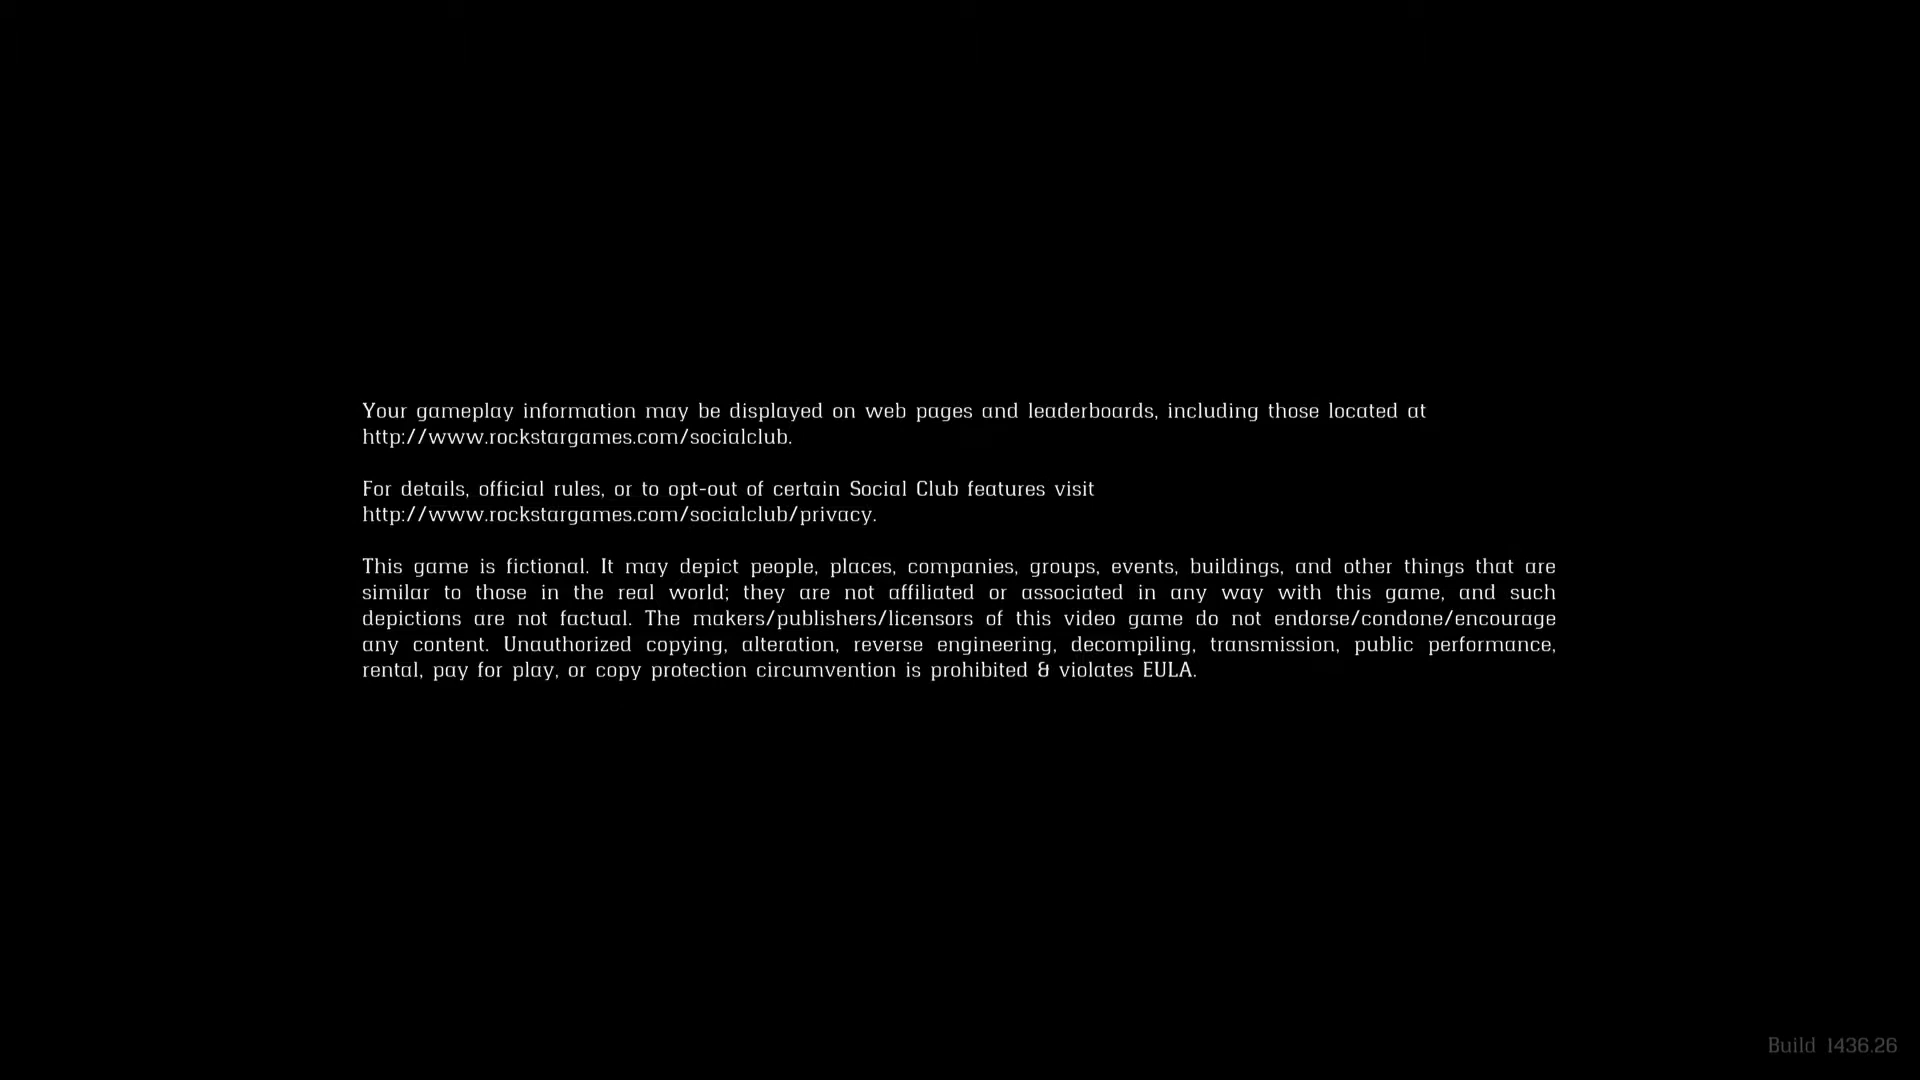 Your gameplay information may be displayed on web pages and leaderboards, including those located at
http://www.rockstargames.com/socialclub.
For details, official rules, or to opt-out of certain Social Club features visit
http://www.rockstargames.com/socialclub/privacy.
This game is fictional. It may depict people, places, companies, groups, events, buildings, and other things that are
similar to those in the real world; they are not affiliated or associated in any way with this game, and such
depictions are not factual. The makers/publishers/licensors of this video game do not endorse/condone/encourage
any content. Unauthorized copying, alteration, reverse engineering, decompiling, transmission, public performance,
rental, pay for play, or copy protection circumvention is prohibited & violates EULA.
Build 1436.26